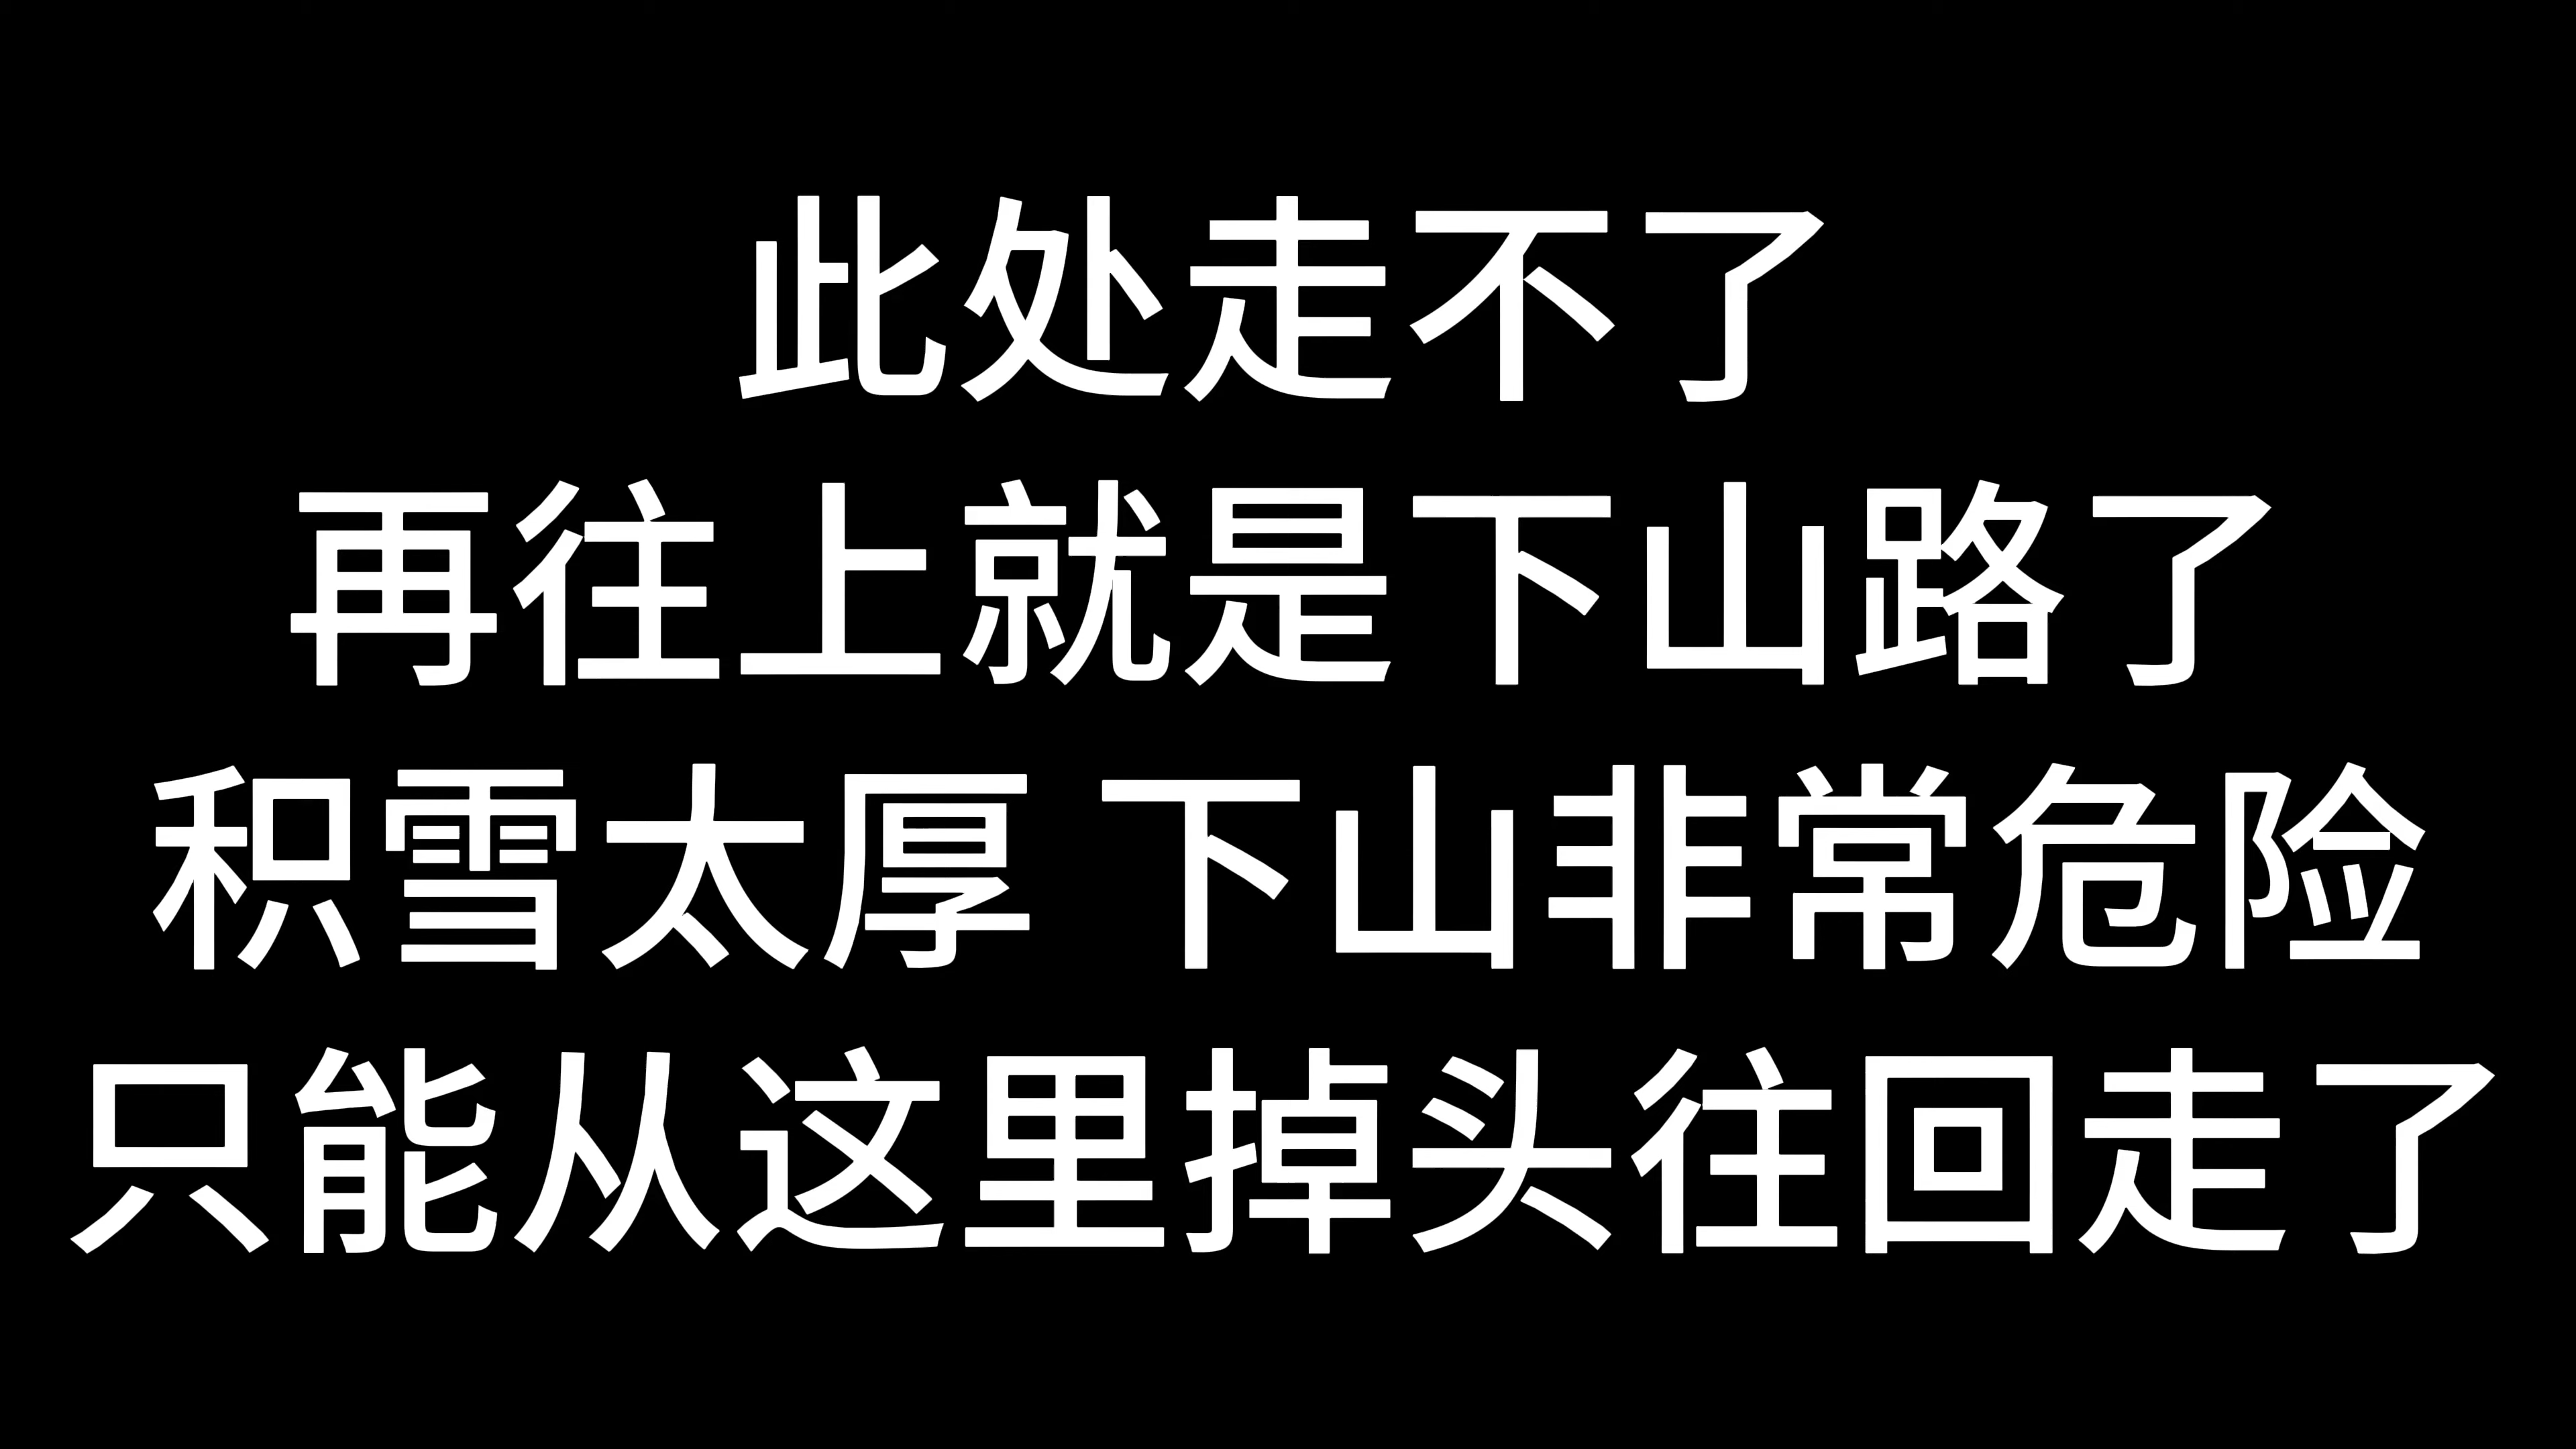 此处走不了
再往上就是下山路了
积雪太厚 下山非常危险
只能从这里掉头往回走了